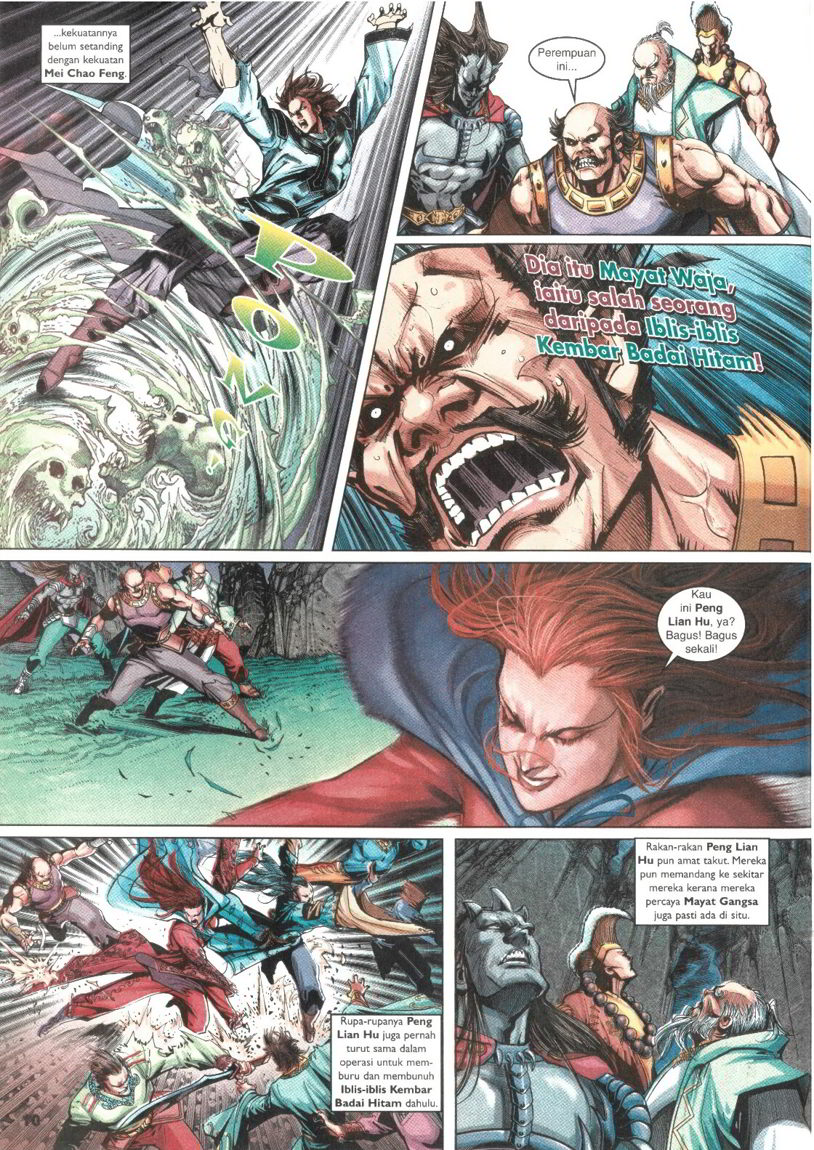 ...kekuatannya
belum setanding
dengan kekuatan
Mei Chao Feng.
PONG
Perempuan
ini...
Dia itu Mayat Waja,
iaitu salah seorang
daripada Iblis-iblis
Kembar Badai Hitam!
Kau
ini Peng
Lian Hu, ya?
Bagus! Bagus
sekali!
Rupa-rupanya Peng
Lian Hu juga pernah
turut sama dalam
operasi untuk mem-
buru dan membunuh
Iblis-iblis Kembar
Badai Hitam dahulu.
Rakan-rakan Peng Lian
Hu pun amat takut. Mereka
pun memandang ke sekitar
mereka kerana mereka
percaya Mayat Gangsa
juga pasti ada di situ.
10